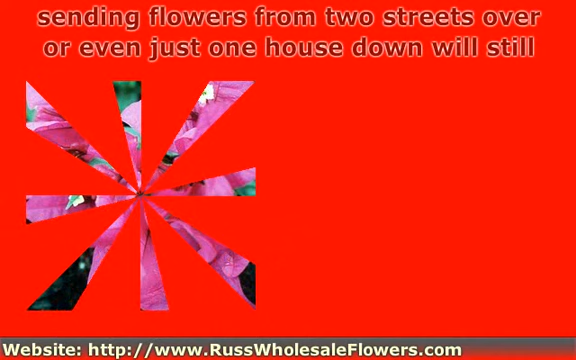 sending flowers from two streets over
or even just one house down will still
Website: http://www.RussWholesaleFlowers.com